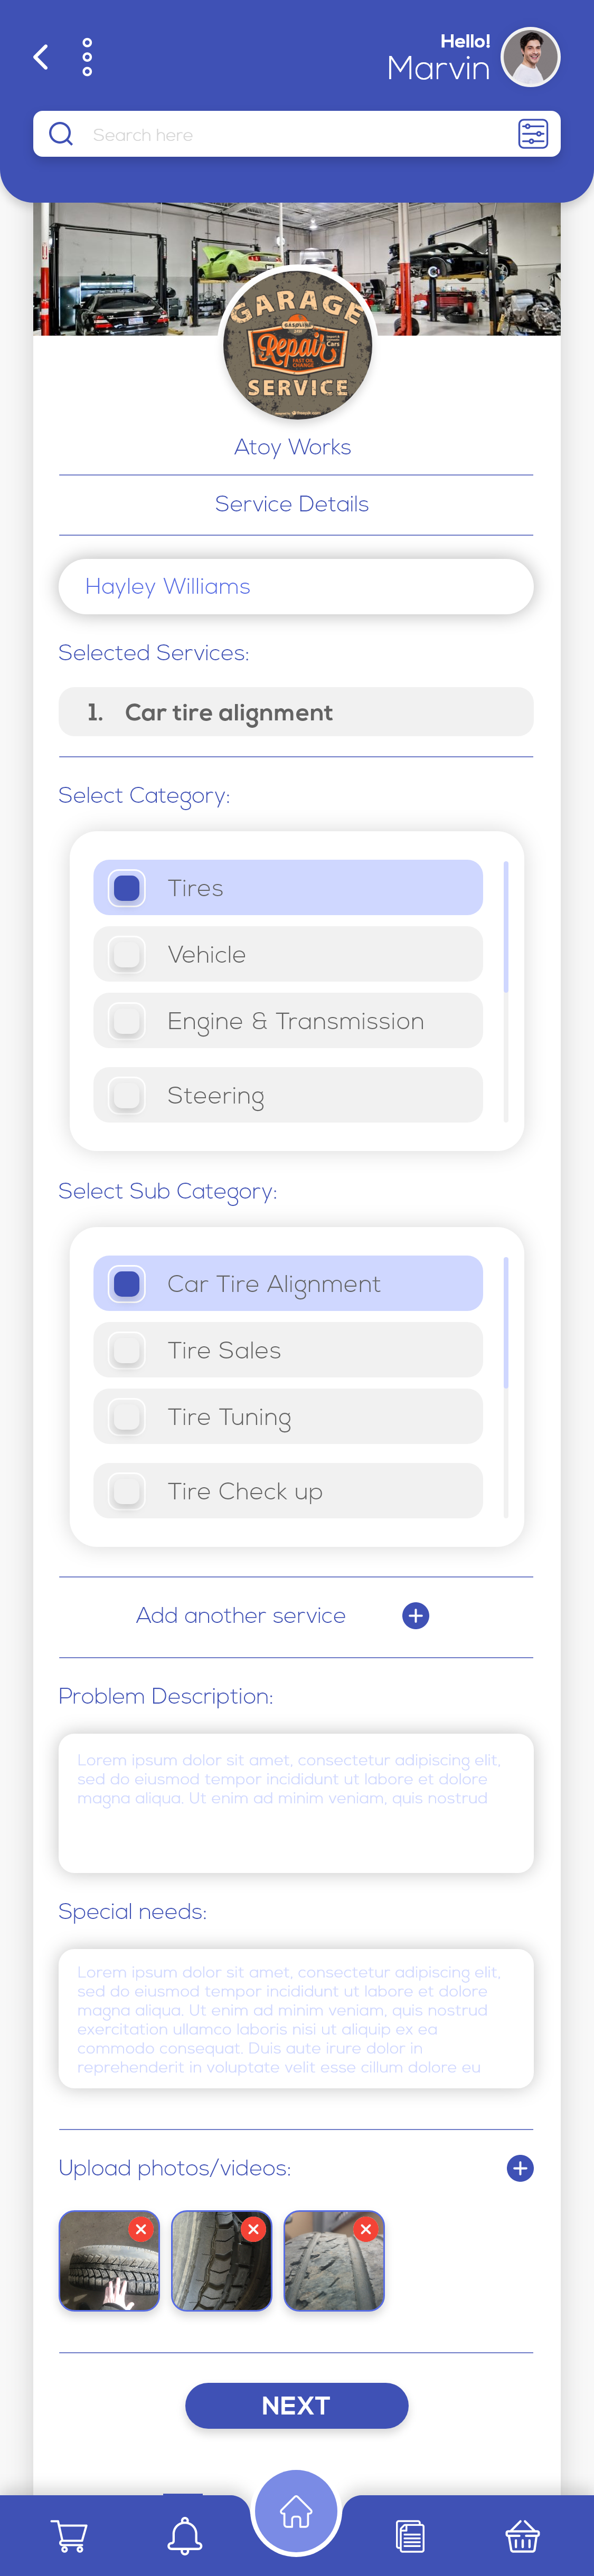 Hello!
Marvin
Search here
GARAGE
GASOLINE
Repair
Cars
FAST OIL
CHANGE
SERVICE
Atoy Works
Service Details
Hayley Williams
Selected Services:
1. Car tire alignment
Select Category:
Tires
Vehicle
Engine & Transmission
Steering
Select Sub Category:
Car Tire Alignment
Tire Sales
Tire Tuning
Tire Check up
Add another service
Problem Description:
Lorem ipsum dolor sit amet, consectetur adipiscing elit,
sed do eiusmod tempor incididunt ut labore et dolore
magna aliqua. Ut enim ad minim veniam, quis nostrud
Special needs:
Lorem ipsum dolor sit amet, consectetur adipiscing elit,
sed do eiusmod tempor incididunt ut labore et dolore
magna aliqua. Ut enim ad minim veniam, quis nostrud
exercitation ullamco laboris nisi ut aliquip ex ea
commodo consequat. Duis aute irure dolor in
reprehenderit in voluptate velit esse cillum dolore eu
Upload photos/videos:
NEXT